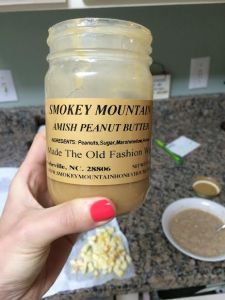 SMOKEY MOUNTAIN
AMISH PEANUT BUTTER
INGREDIENTS: Peanuts,Sugar,Marshmallow,
Made The Old Fashion
NC. 28806